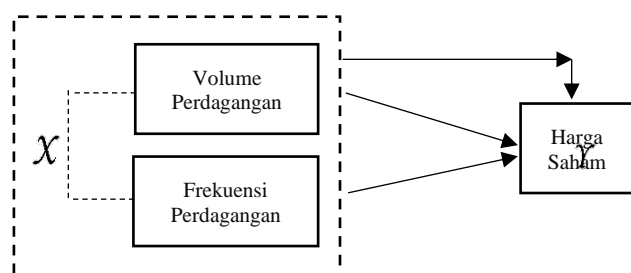 Volume
Perdagangan
X
Frekuensi
Perdagangan
Harga
Saham
Y